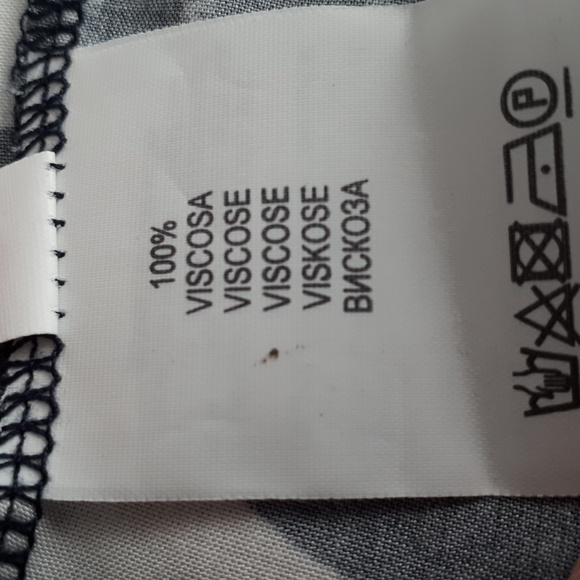 100%
VISCOSA
VISCOSE
VISCOSE
VISKOSE
ВИСКОЗА
P